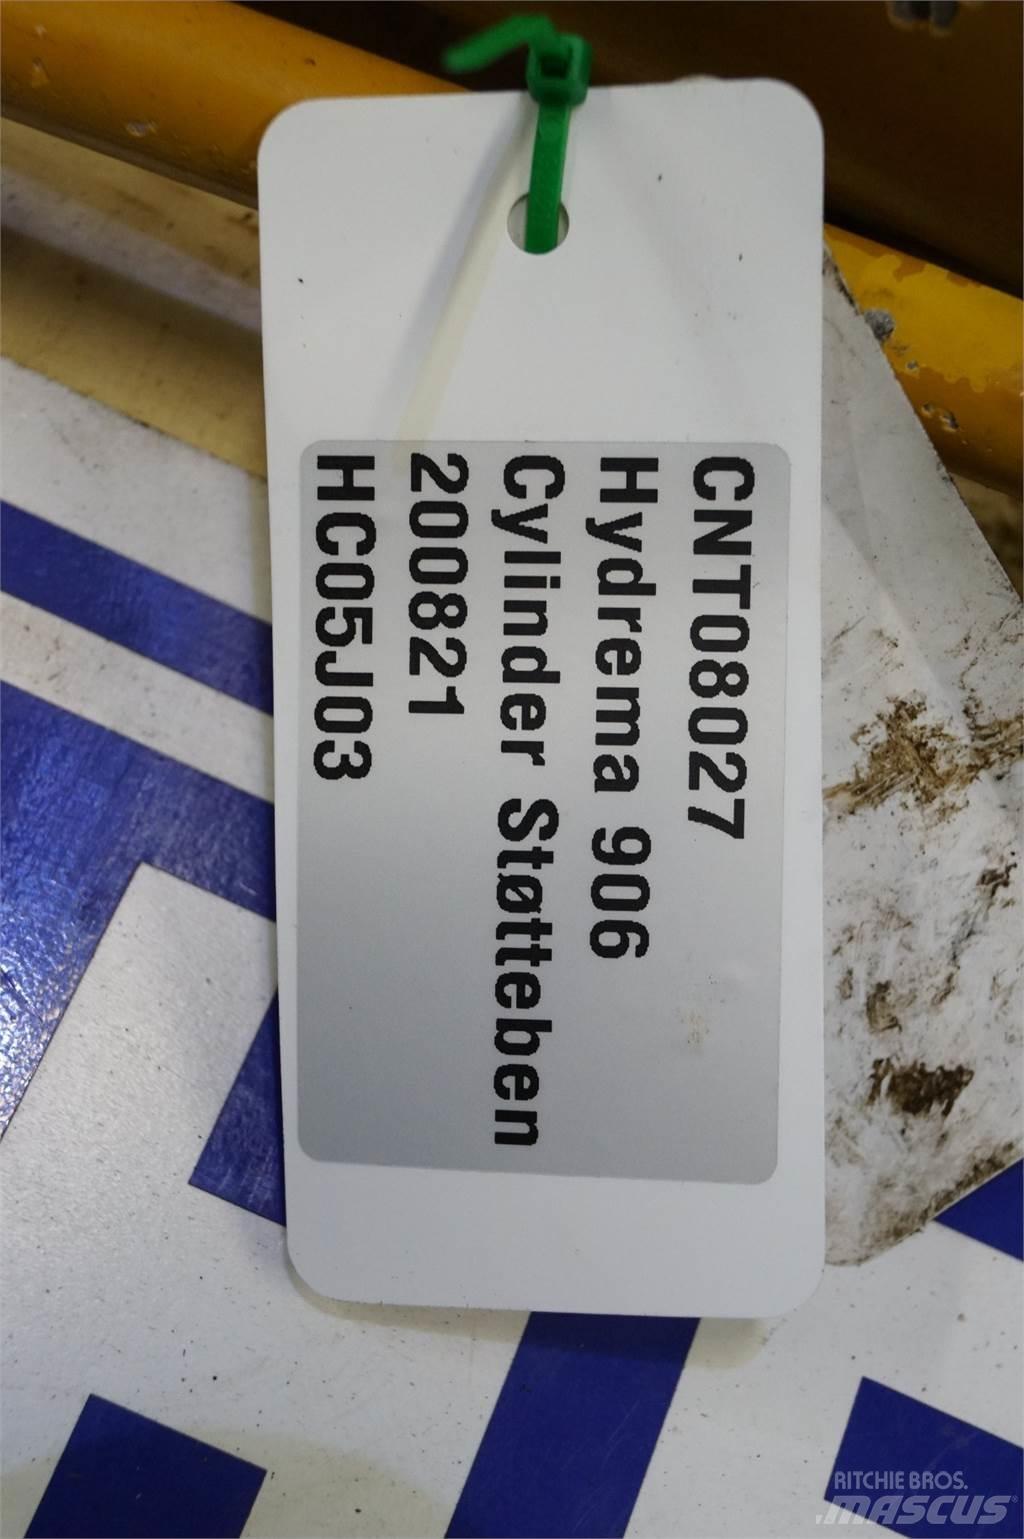 CNT08027
Hydrema 906
Cylinder Støtteben
200821
HC05J03
RITCHIE BROS.
MASCUS